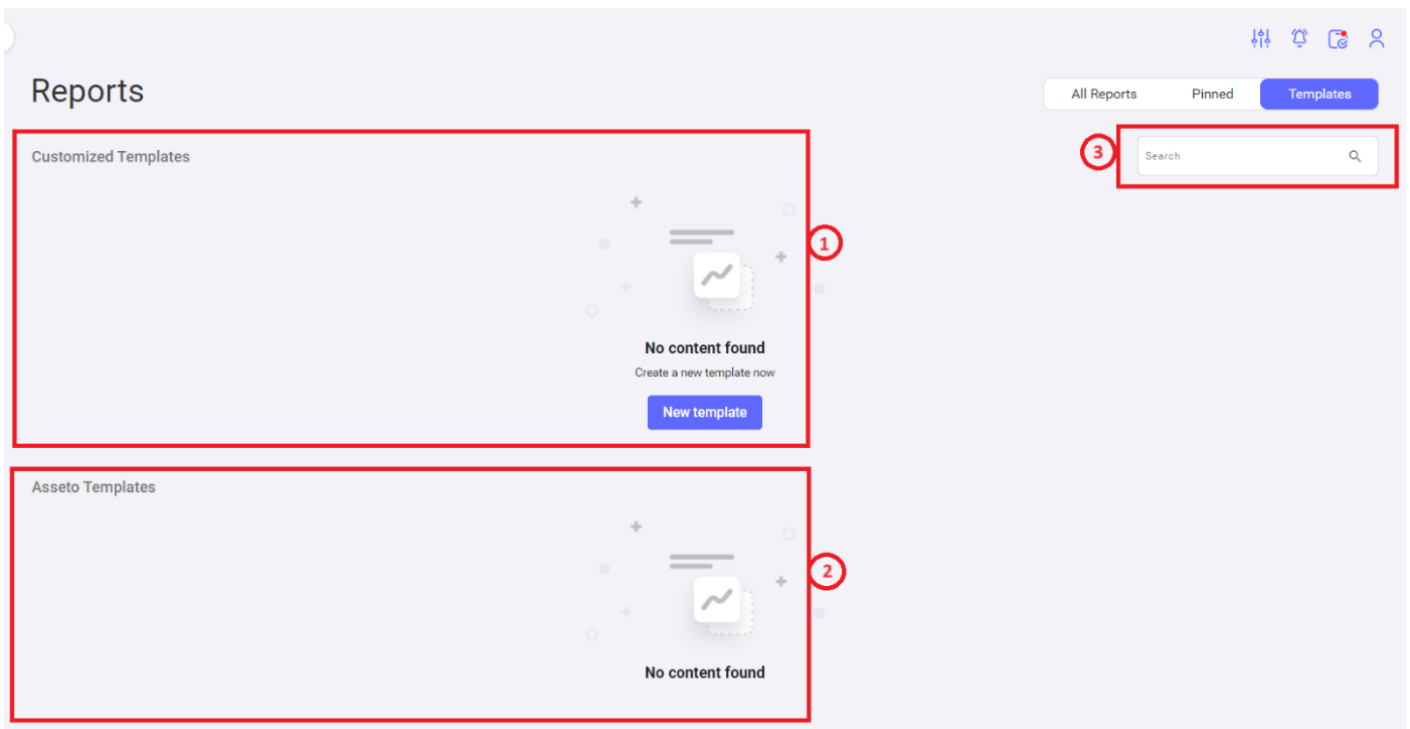 Reports
All Reports
Pinned
Templates
Customized Templates
3
Search
1
No content found
Create a new template now
New template
Asseto Templates
2
No content found